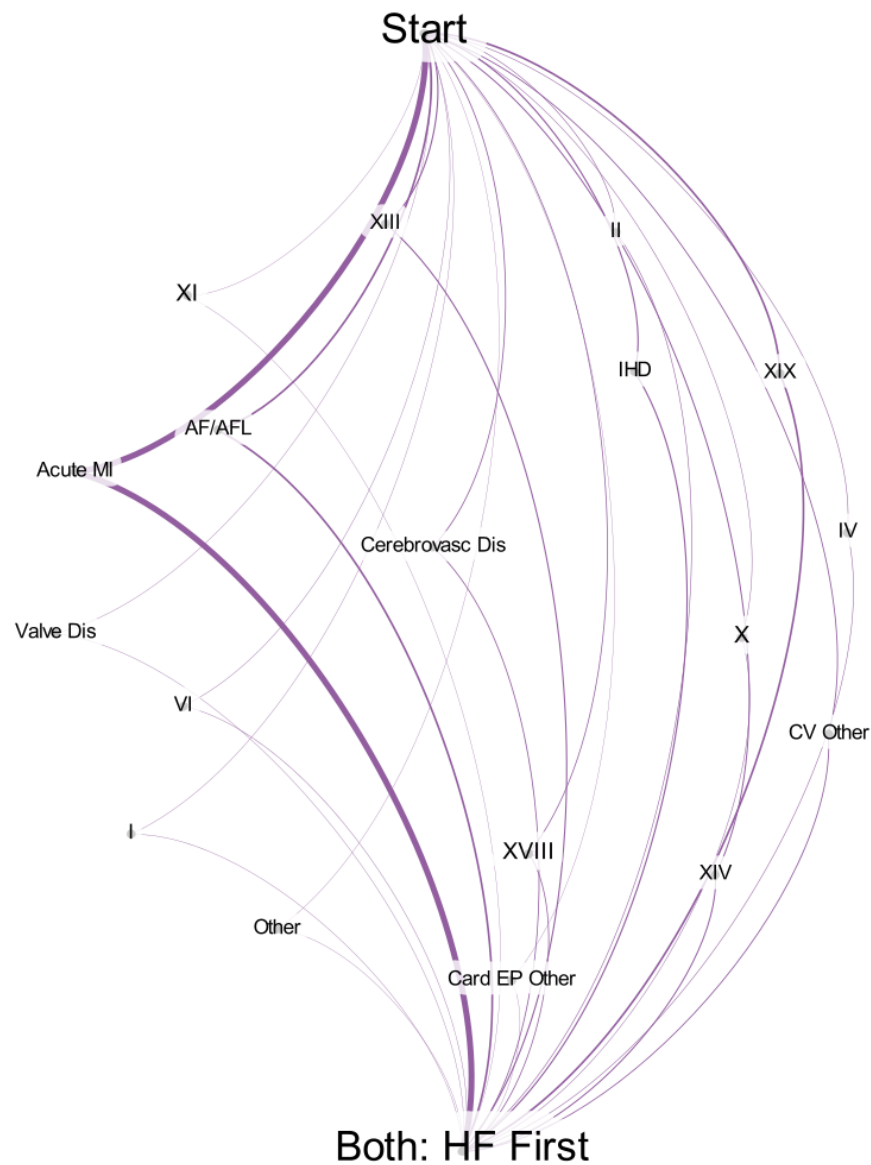 Start
XIII
II
XI
IHD
XIX
AF/AFL
Acute MI
IV
Cerebrovasc Dis
Valve Dis
X
VI
CV Other
I
XVIII
XIV
Other
Card EP Other
Both: HF First